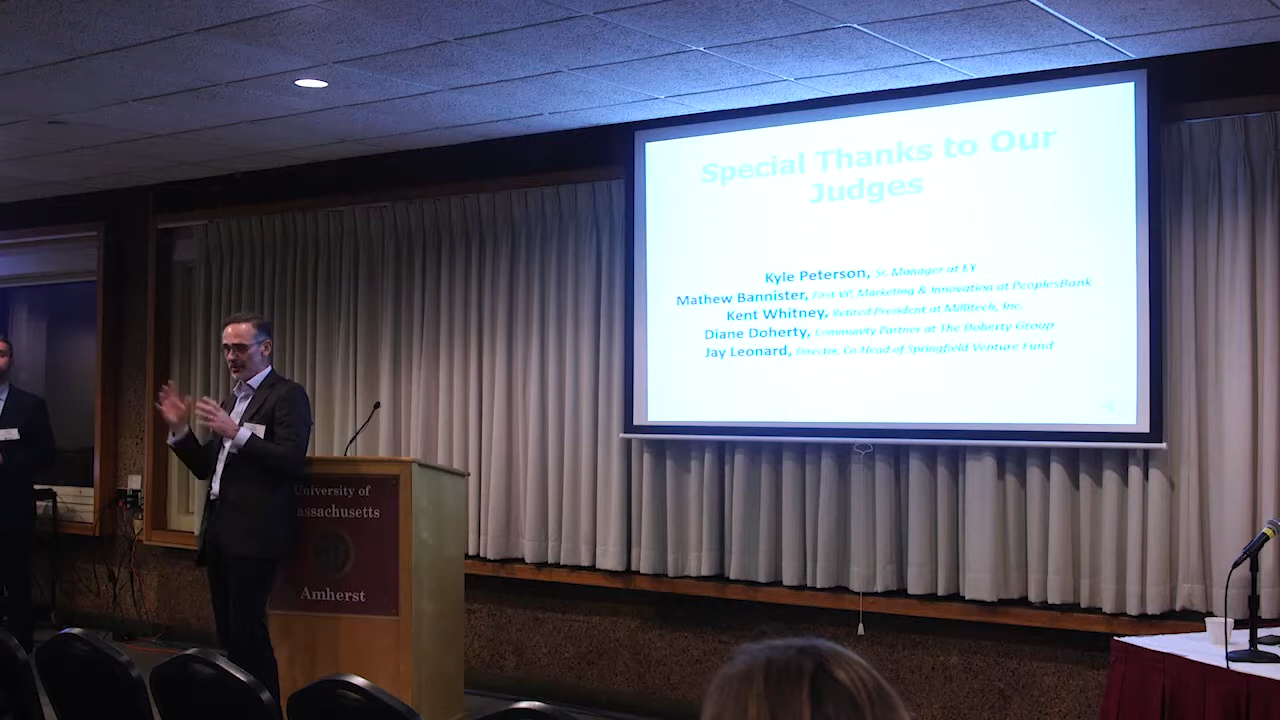 Special Thanks to Our
Judges
Kyle Peterson, Sr. Manager at EY
Mathew Bannister, First VP, Marketing & Innovation at PeoplesBank
Kent Whitney, Retired President at Millitech, Inc.
Diane Doherty, Community Partner at The Doherty Group
Jay Leonard, Director, Co-Head of Springfield Venture Fund
University of
assachusetts
Amherst